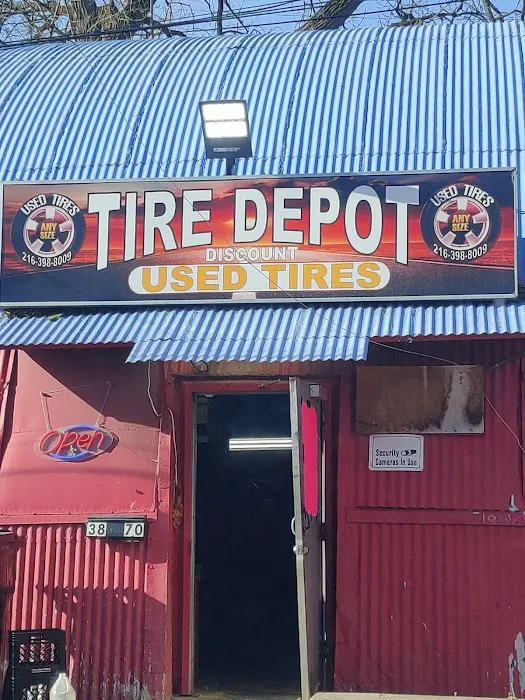 USED TIRES
ANY
SIZE
216-398-8009
TIRE DEPOT
DISCOUNT
USED TIRES
USED TIRES
ANY
SIZE
216-398-8009
Open
Security
Cameras In Use
38 70